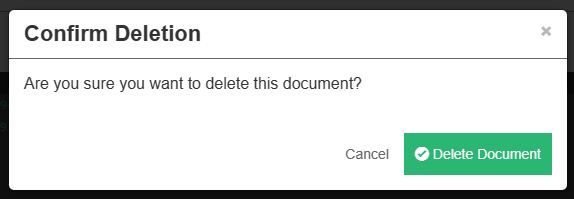 Confirm Deletion
×
Are you sure you want to delete this document?
Cancel
Delete Document